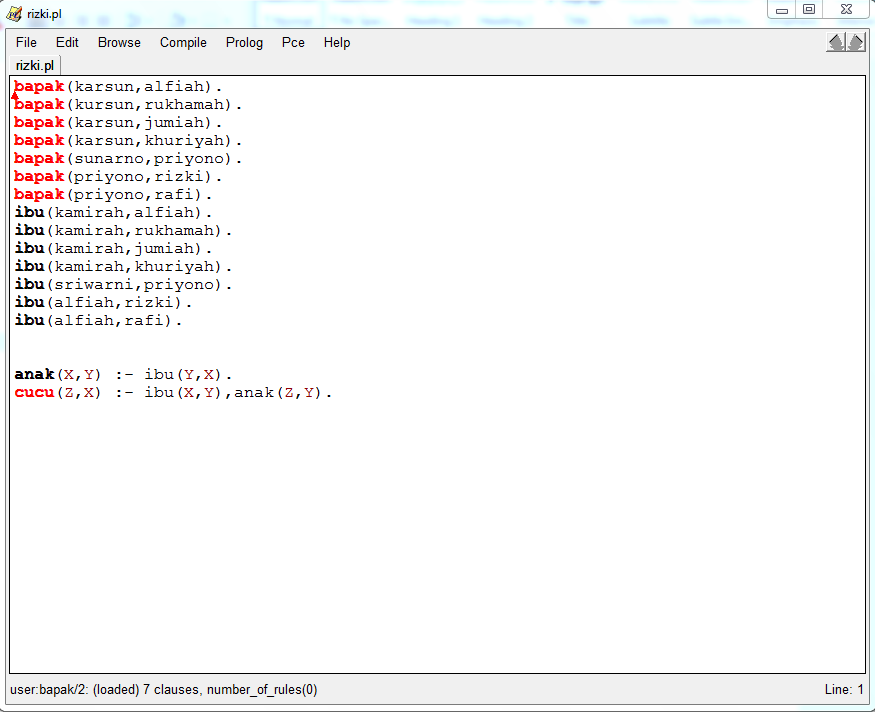 rizki.pl
File Edit Browse Compile Prolog Pce Help
rizki.pl
bapak(karsun,alfiah).
bapak(kursun,rukhamah).
bapak(karsun,jumiah).
bapak(karsun,khuriyah).
bapak(sunarno,priyono).
bapak(priyono,rizki).
bapak(priyono,rafi).
ibu(kamirah,alfiah).
ibu(kamirah,rukhamah).
ibu(kamirah,jumiah).
ibu(kamirah,khuriyah).
ibu(sriwarni,priyono).
ibu(alfiah,rizki).
ibu(alfiah,rafi).
anak(X,Y) :- ibu(Y,X).
cucu(Z,X) :- ibu(X,Y),anak(Z,Y).
user:bapak/2: (loaded) 7 clauses, number_of_rules(0) Line: 1